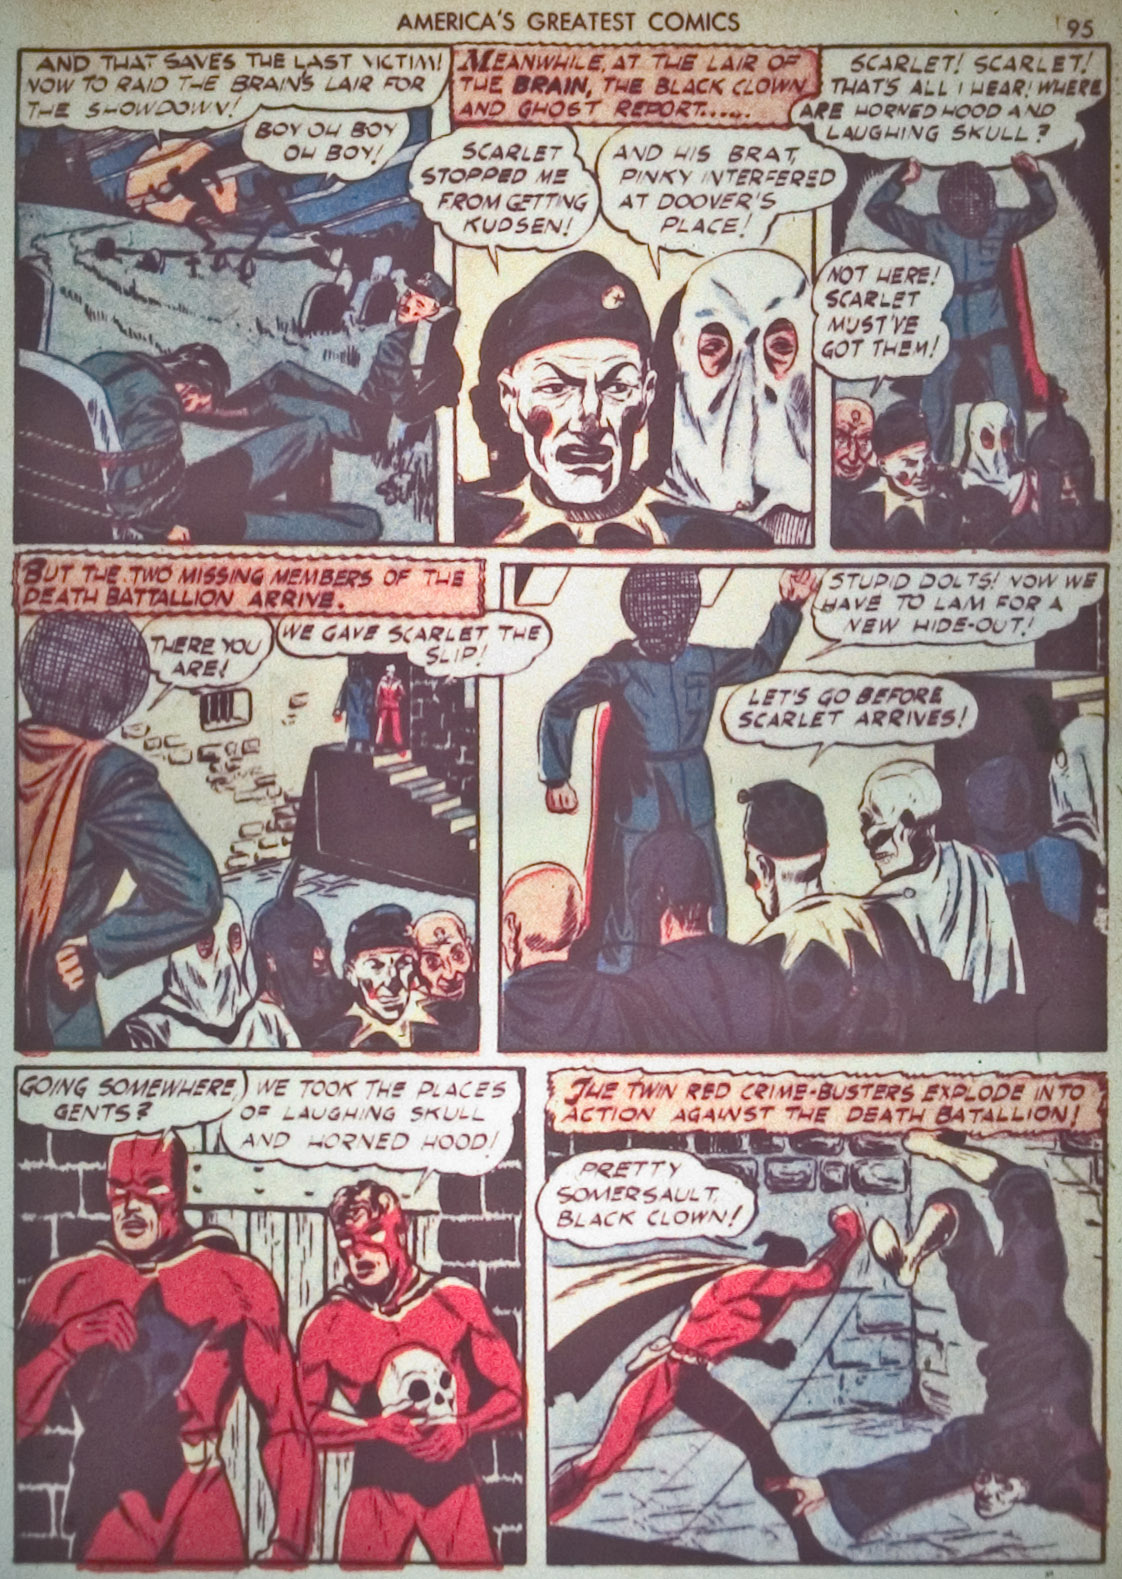 AMERICA'S GREATEST COMICS
95
AND THAT SAVES THE LAST VICTIM!
NOW TO RAID THE BRAIN'S LAIR FOR
THE SHOWDOWN!
BOY OH BOY
OH BOY!
MEANWHILE, AT THE LAIR OF
THE BRAIN, THE BLACK CLOWN
AND GHOST REPORT......
SCARLET
STOPPED ME
FROM GETTING
KUDSEN!
AND HIS BRAT,
PINKY INTERFERED
AT DOOVER'S
PLACE!
SCARLET! SCARLET!
THAT'S ALL I HEAR! WHERE
ARE HORNED HOOD AND
LAUGHING SKULL?
NOT HERE!
SCARLET
MUST'VE
GOT THEM!
BUT THE TWO MISSING MEMBERS OF THE
DEATH BATTALLION ARRIVE.
THERE YOU
ARE!
WE GAVE SCARLET THE
SLIP!
STUPID DOLTS! NOW WE
HAVE TO LAM FOR A
NEW HIDE-OUT!
LET'S GO BEFORE
SCARLET ARRIVES!
GOING SOMEWHERE,
GENTS?
WE TOOK THE PLACES
OF LAUGHING SKULL
AND HORNED HOOD!
THE TWIN RED CRIME-BUSTERS EXPLODE INTO
ACTION AGAINST THE DEATH BATALLION!
PRETTY
SOMERSAULT,
BLACK CLOWN!